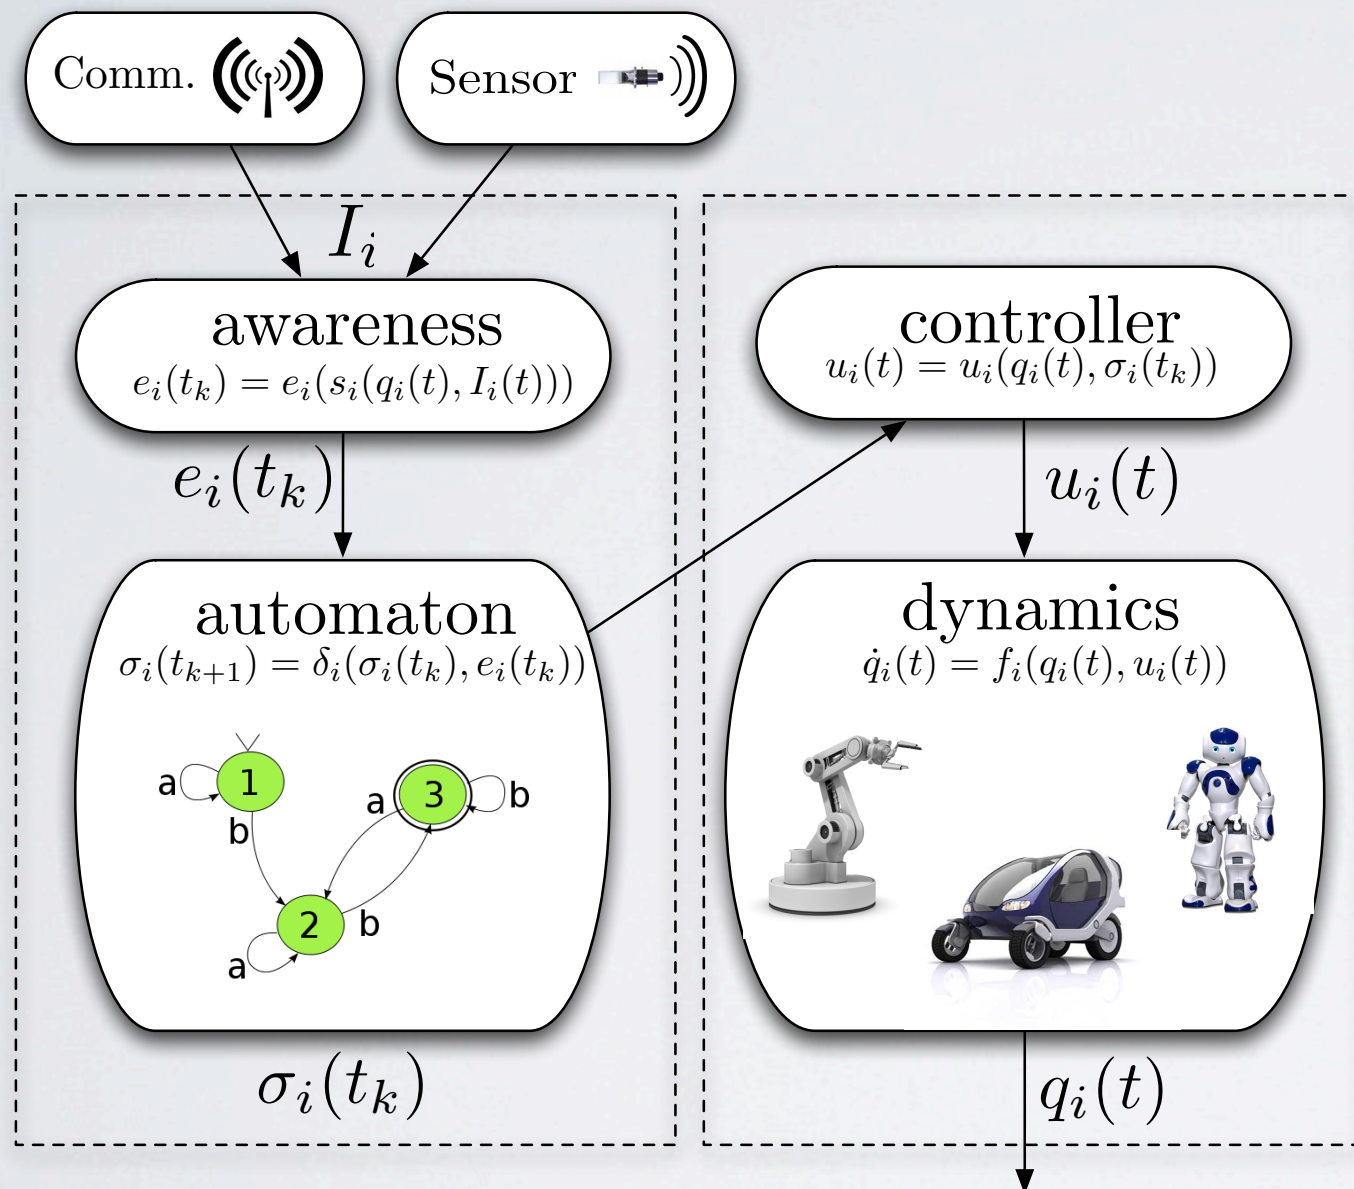 Comm.
Sensor
I_i
awareness
e_i(t_k) = e_i(s_i(q_i(t), I_i(t)))
e_i(t_k)
automaton
σ_i(t_{k+1}) = δ_i(σ_i(t_k), e_i(t_k))
a
1
b
a
3
b
2
b
a
σ_i(t_k)
controller
u_i(t) = u_i(q_i(t), σ_i(t_k))
u_i(t)
dynamics
q̇_i(t) = f_i(q_i(t), u_i(t))
q_i(t)